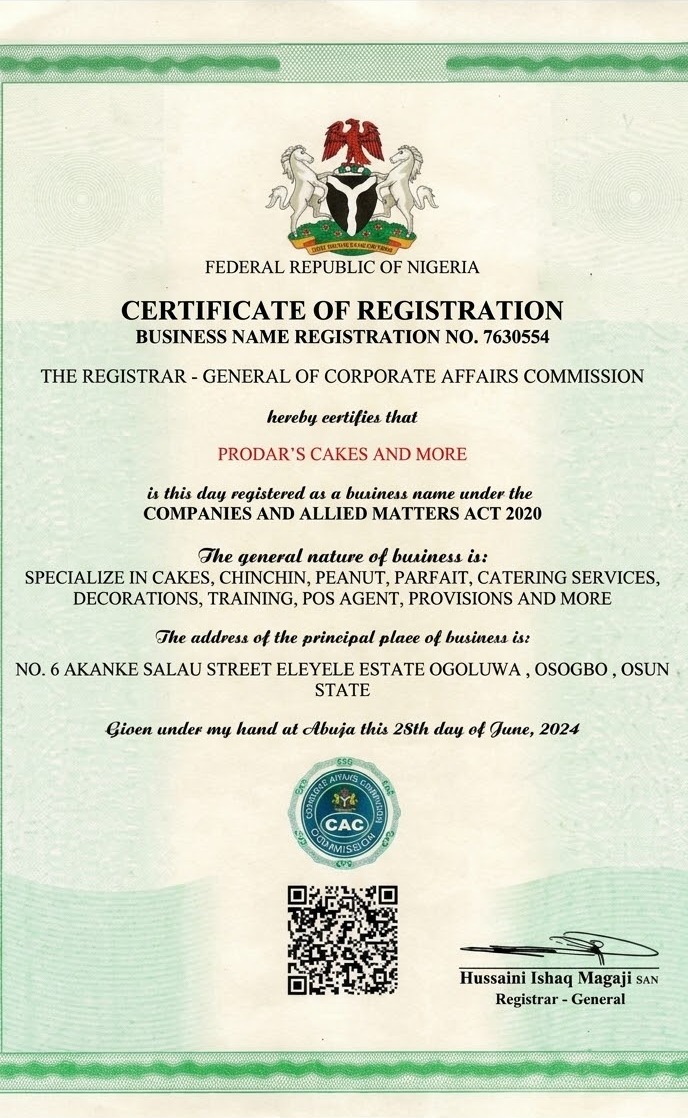 FEDERAL REPUBLIC OF NIGERIA
CERTIFICATE OF REGISTRATION
BUSINESS NAME REGISTRATION NO. 7630554
THE REGISTRAR - GENERAL OF CORPORATE AFFAIRS COMMISSION
hereby certifies that
PRODAR’S CAKES AND MORE
is this day registered as a business name under the
COMPANIES AND ALLIED MATTERS ACT 2020
The general nature of business is:
SPECIALIZE IN CAKES, CHINCHIN, PEANUT, PARFAIT, CATERING SERVICES,
DECORATIONS, TRAINING, POS AGENT, PROVISIONS AND MORE
The address of the principal place of business is:
NO. 6 AKANKE SALAU STREET ELEYELE ESTATE OGOLUWA , OSOGBO , OSUN
STATE
Gioen under my hand at Abuja this 28th day of June, 2024
CAC
Hussaini Ishaq Magaji SAN
Registrar - General